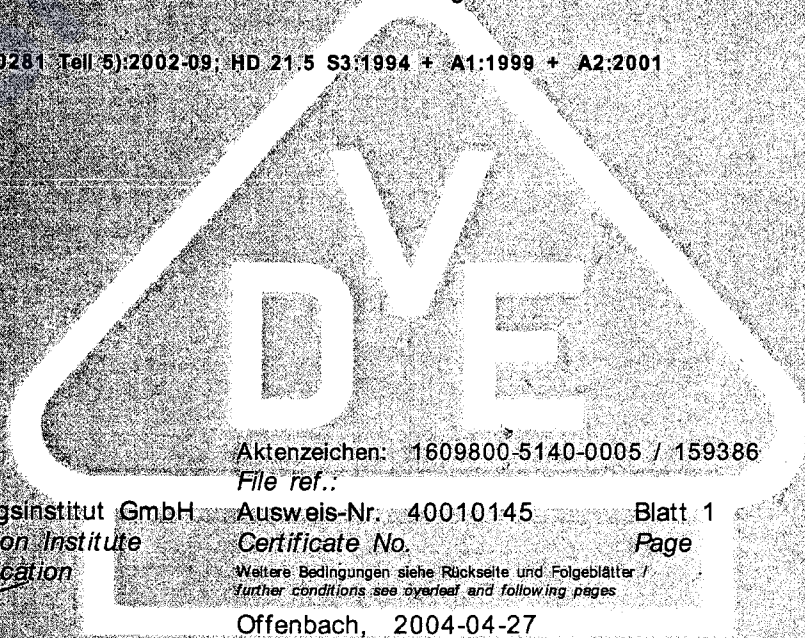 0281 Teil 5):2002-09; HD 21.5 S3:1994 + A1:1999 + A2:2001
V
D E
Aktenzeichen: 1609800-5140-0005 / 159386
File ref.:
gsinstitut GmbH Ausweis-Nr. 40010145 Blatt 1
on Institute Certificate No. Page
cation Weitere Bedingungen siehe Rückseite und Folgeblätter /
further conditions see overleaf and following pages
Offenbach, 2004-04-27